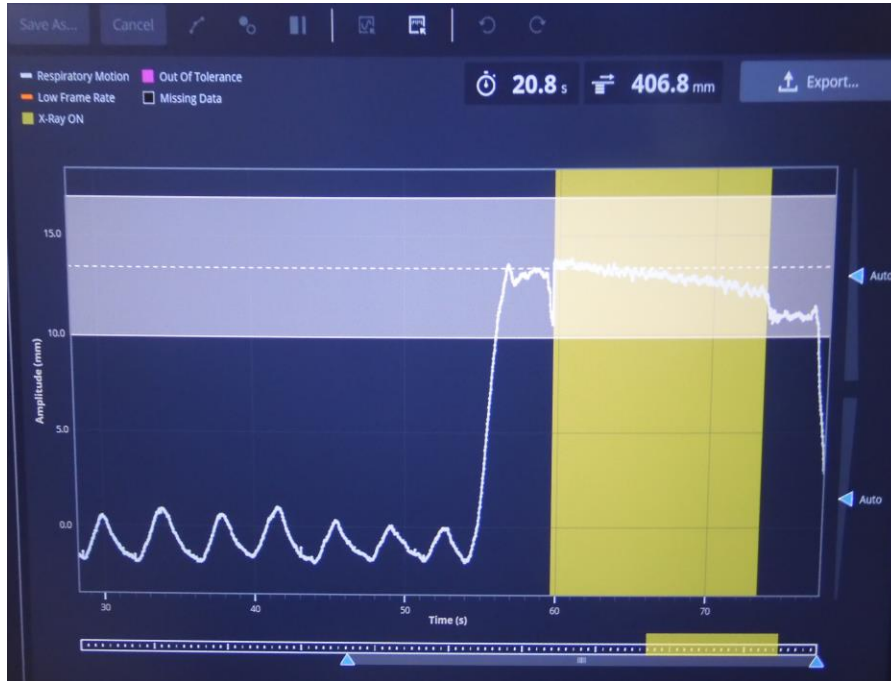 Save As...
Cancel
Respiratory Motion
Out Of Tolerance
Low Frame Rate
Missing Data
X-Ray ON
20.8 s
406.8 mm
Export...
15.0
10.0
5.0
0.0
Amplitude (mm)
Auto
Auto
30
40
50
60
70
Time (s)